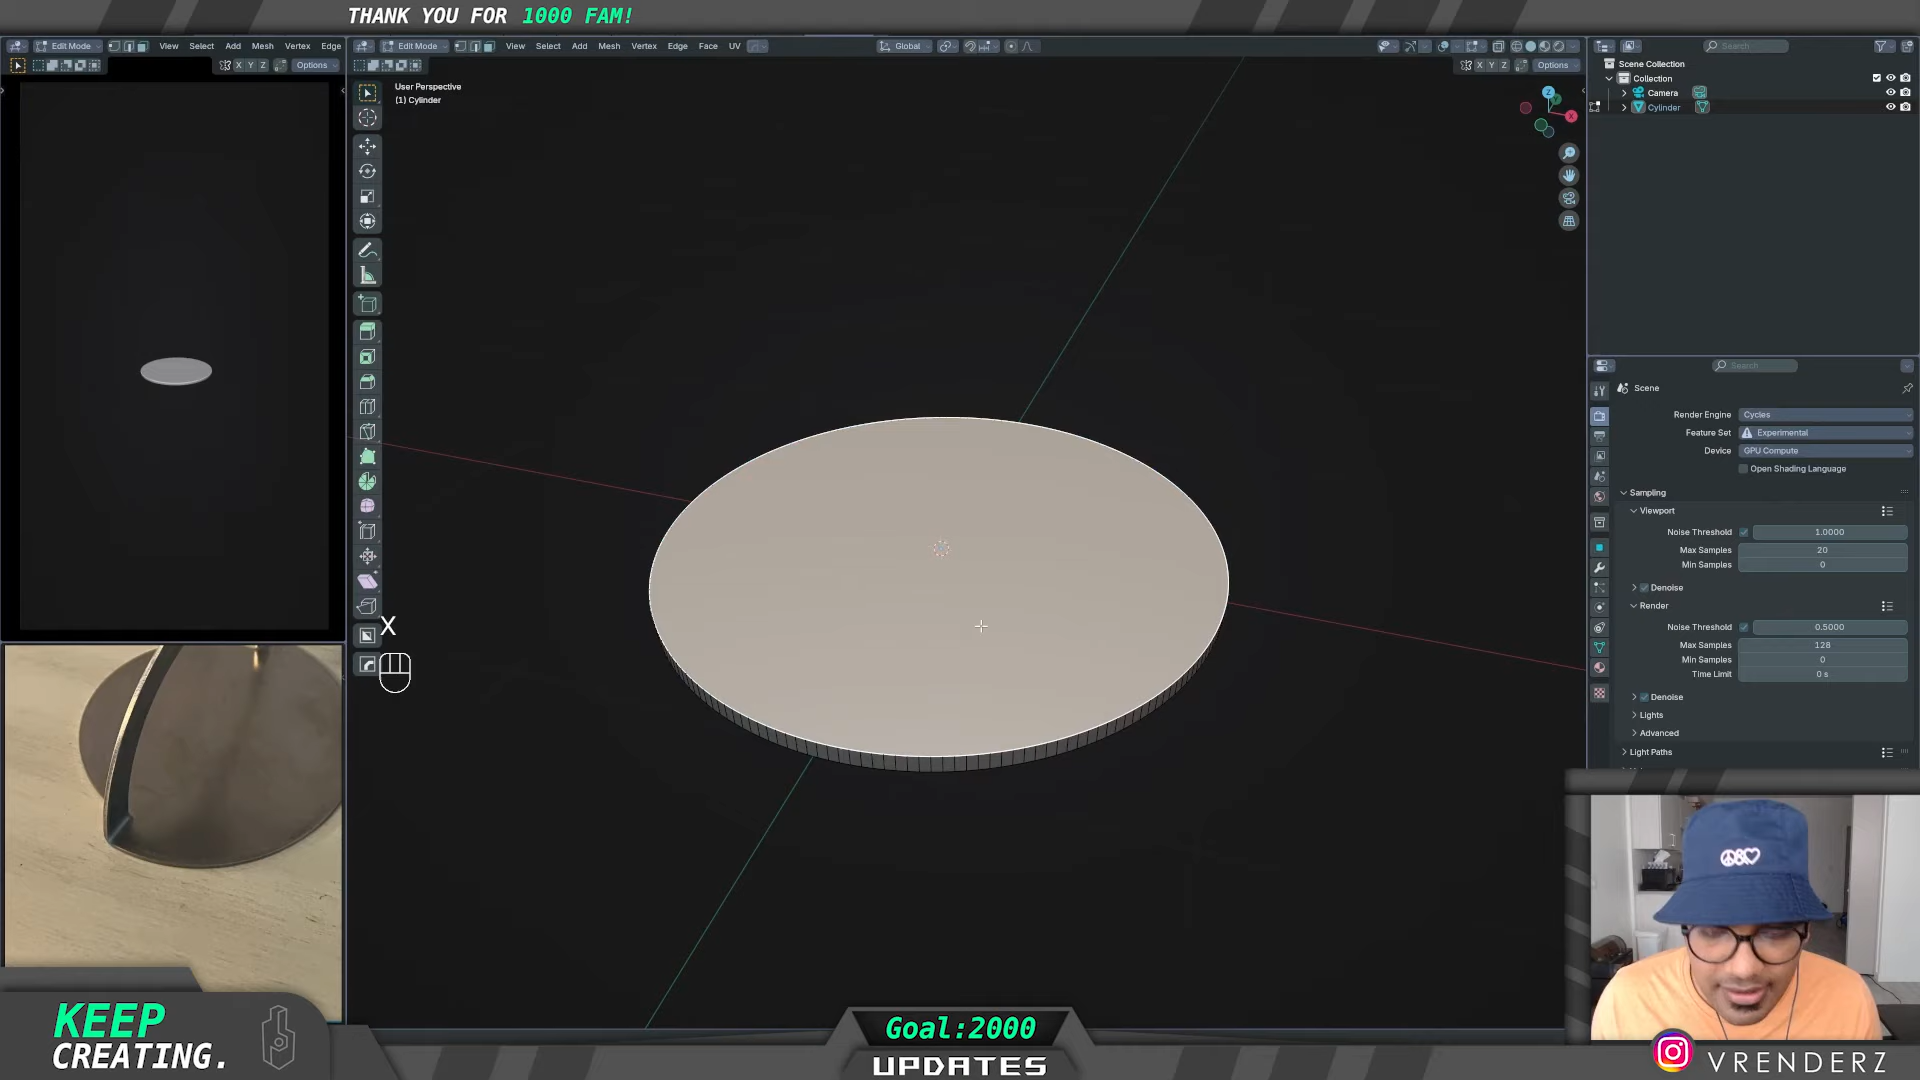 THANK YOU FOR 1000 FAM!
Edit Mode View Select Add Mesh Vertex Edge
X Y Z Options
Edit Mode View Select Add Mesh Vertex Edge Face UV Global
X Y Z Options
User Perspective
(1) Cylinder
Z
X
X
Search
Scene Collection
Collection
Camera
Cylinder
Search
Scene
Render Engine Cycles
Feature Set Experimental
Device GPU Compute
Open Shading Language
Sampling
Viewport
Noise Threshold 1.0000
Max Samples 20
Min Samples 0
Denoise
Render
Noise Threshold 0.5000
Max Samples 128
Min Samples 0
Time Limit 0 s
Denoise
Lights
Advanced
Light Paths
KEEP
CREATING.
Goal:2000
UPDATES
VRENDERZ